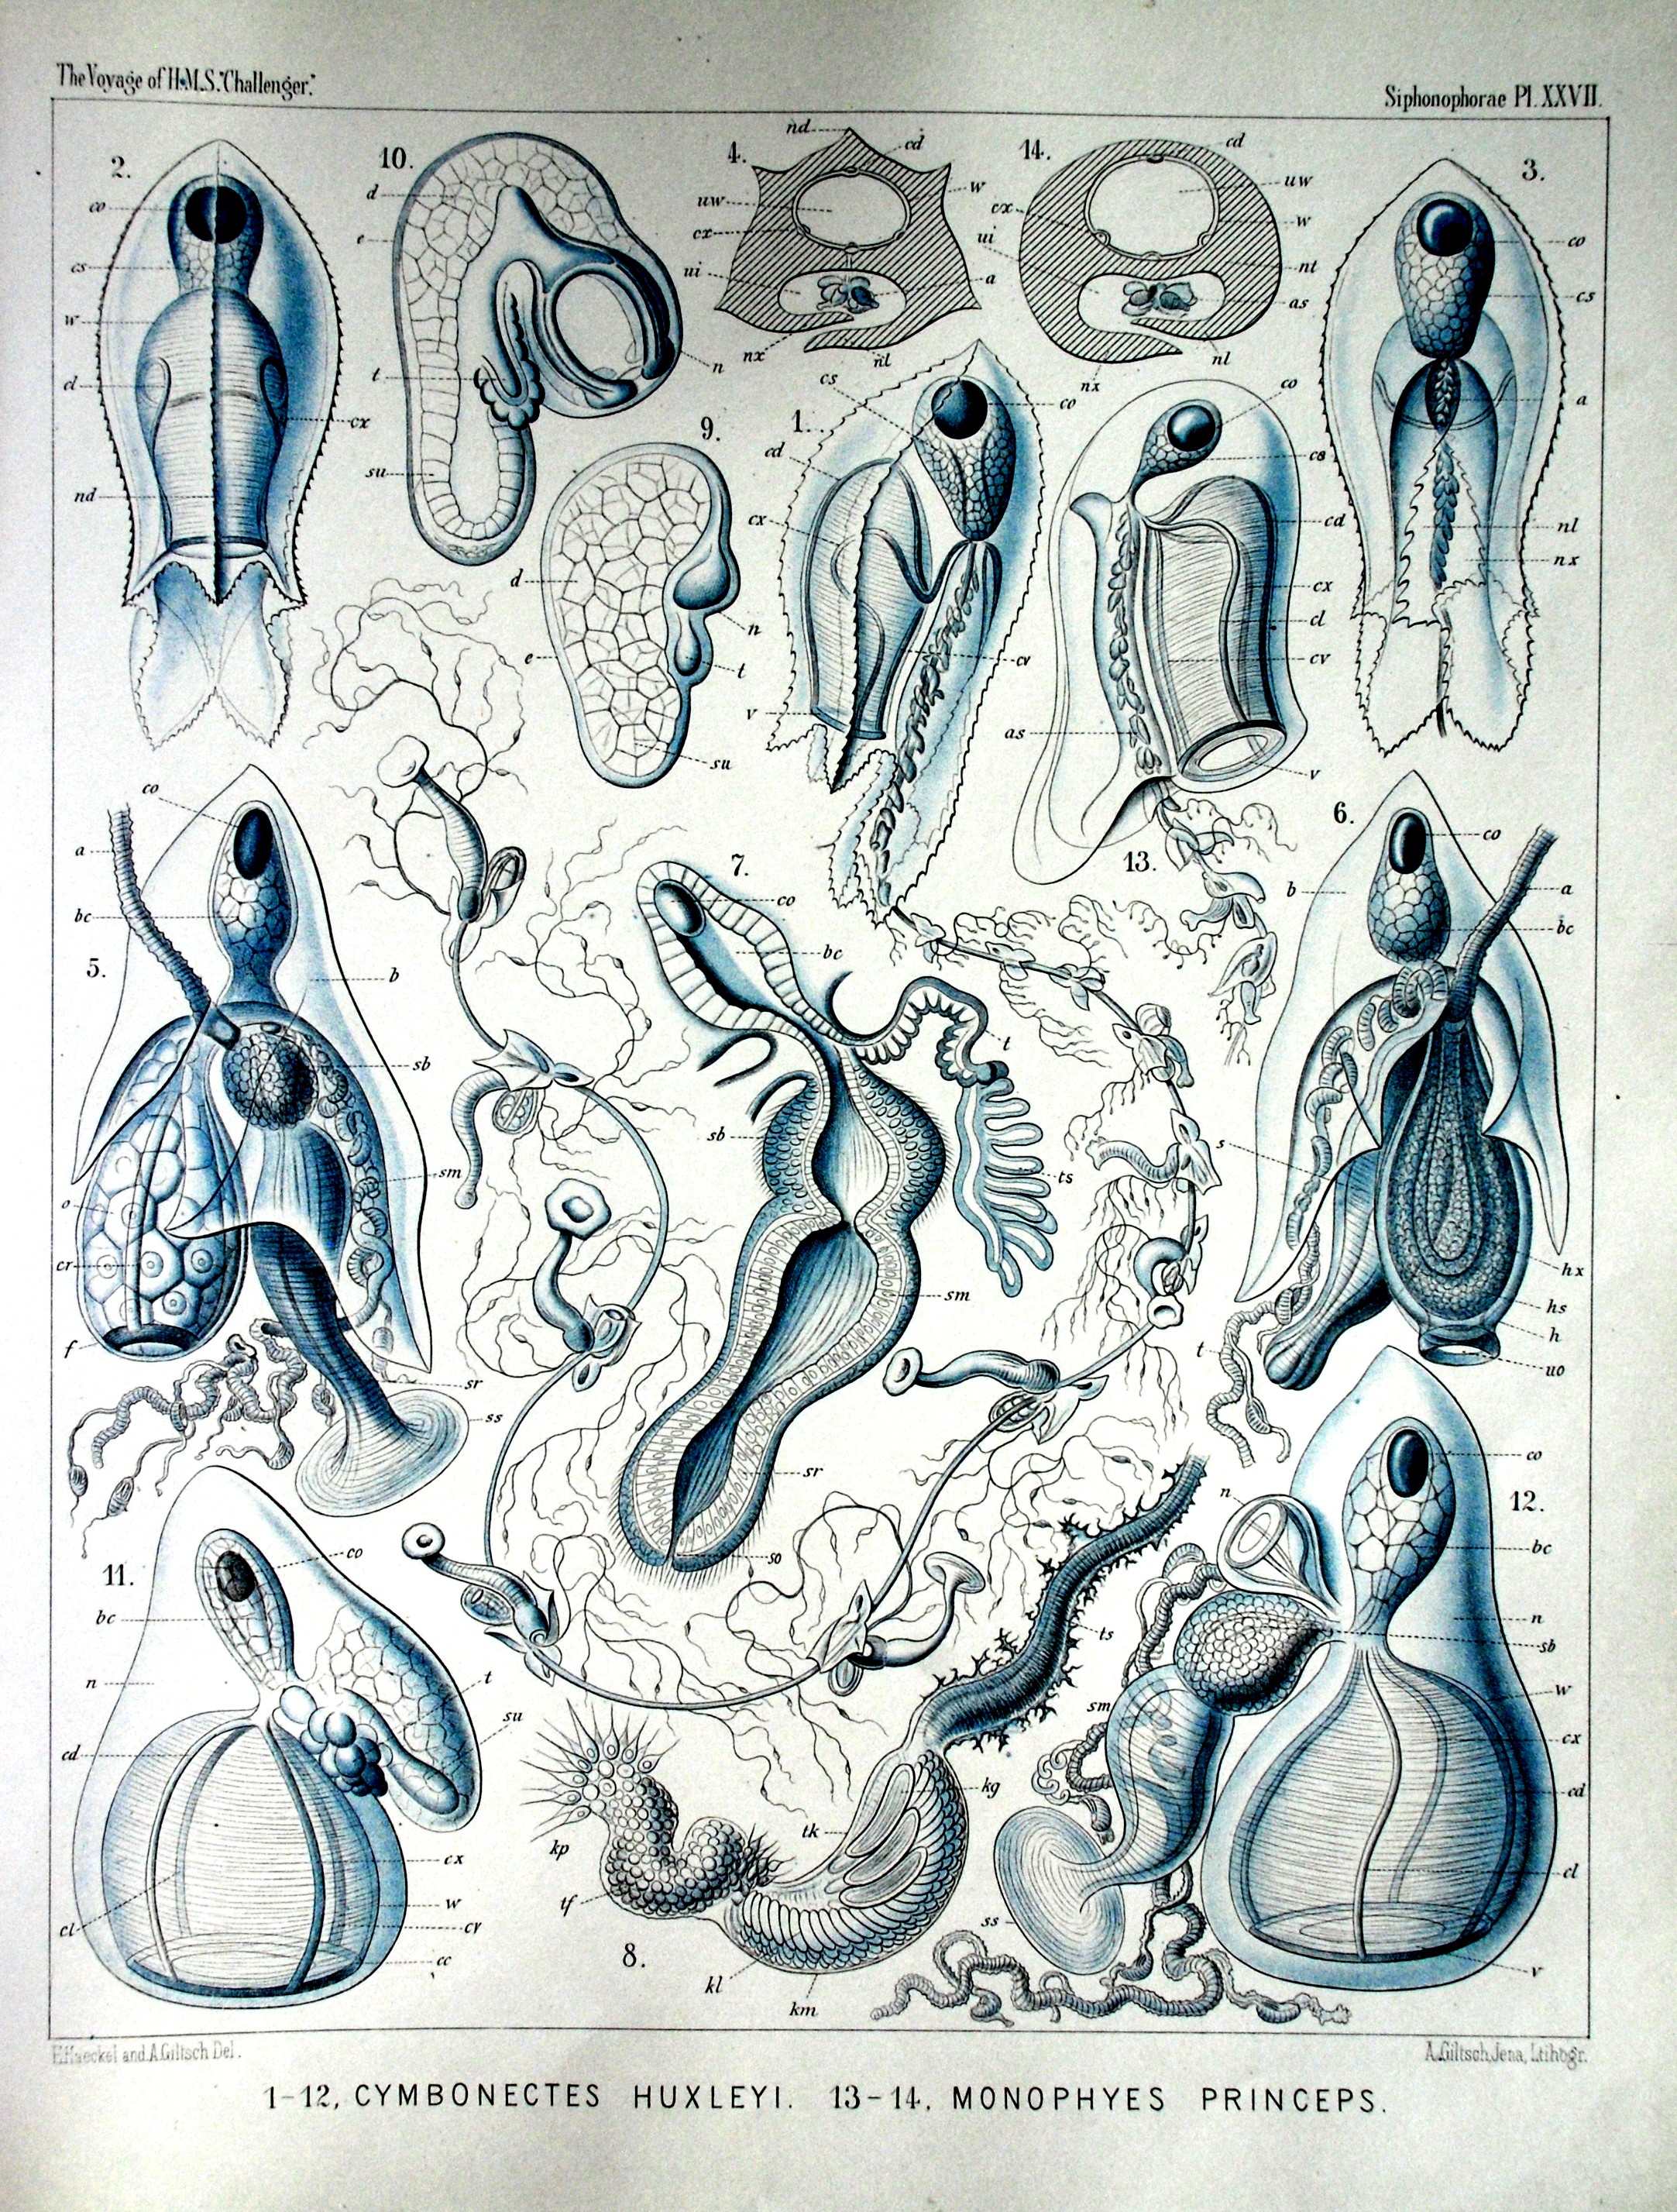 The Voyage of H.M.S. "Challenger."
Siphonophorae Pl. XXVII.
2.
co
cs
w
cl
cx
nd
10.
d
e
t
n
su
4.
nd
cd
w
uw
cx
ui
a
nx
nl
14.
cd
uw
cx
w
ui
nt
as
nl
nx
3.
co
cs
a
nl
nx
9.
d
n
e
t
su
1.
cs
co
cd
cx
cv
v
13.
co
cs
cd
cx
cl
cv
as
v
5.
co
a
bc
b
sb
sm
o
cr
f
sr
ss
7.
co
bc
t
sb
ts
sm
sr
so
6.
co
b
a
bc
s
hx
hs
h
t
uo
11.
co
bc
n
t
su
cd
cx
w
cv
cl
cc
8.
ts
kg
tk
kp
tf
kl
km
12.
co
n
bc
n
sb
w
sm
cx
cd
cl
ss
v
E. Haeckel and A. Giltsch Del.
A. Giltsch, Jena, Lithogr.
1-12, CYMBONECTES HUXLEYI. 13-14. MONOPHYES PRINCEPS.